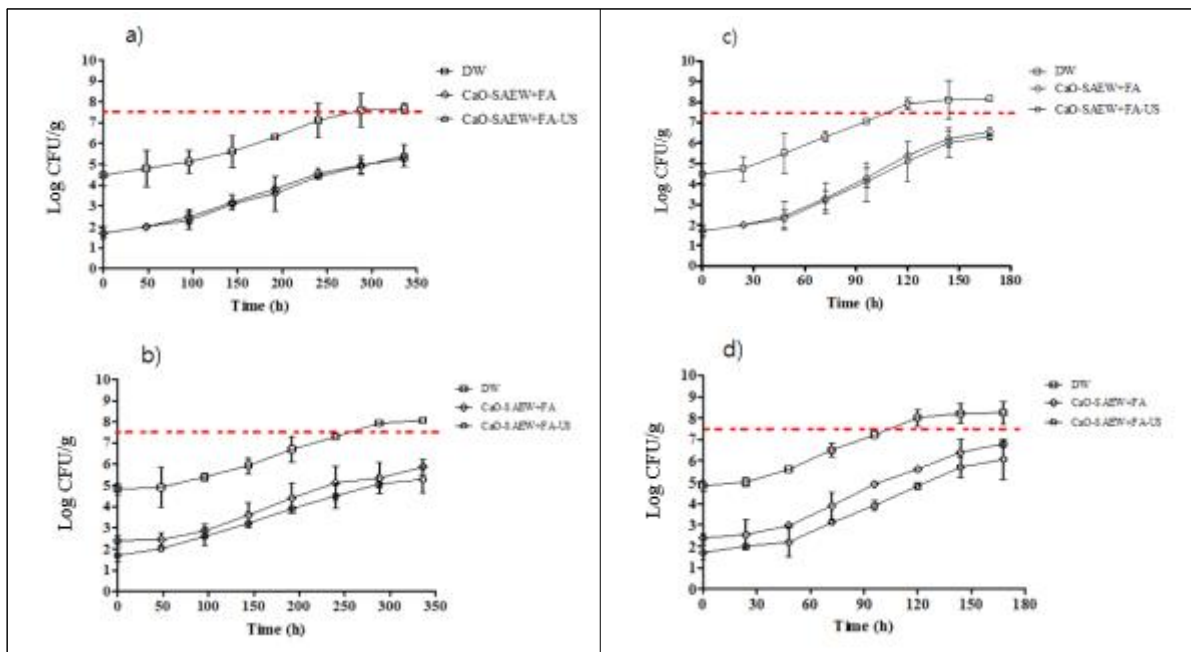 a)
10
9
8
7
6
5
4
3
2
1
0
Log CFU/g
0 50 100 150 200 250 300 350
Time (h)
DW
CaO-SAEW+FA
CaO-SAEW+FA-US
b)
10
9
8
7
6
5
4
3
2
1
0
Log CFU/g
0 50 100 150 200 250 300 350
Time (h)
DW
CaO-SAEW+FA
CaO-SAEW+FA-US
c)
10
9
8
7
6
5
4
3
2
1
0
Log CFU/g
0 30 60 90 120 150 180
Time (h)
DW
CaO-SAEW+FA
CaO-SAEW+FA-US
d)
10
9
8
7
6
5
4
3
2
1
0
Log CFU/g
0 30 60 90 120 150 180
Time (h)
DW
CaO-SAEW+FA
CaO-SAEW+FA-US